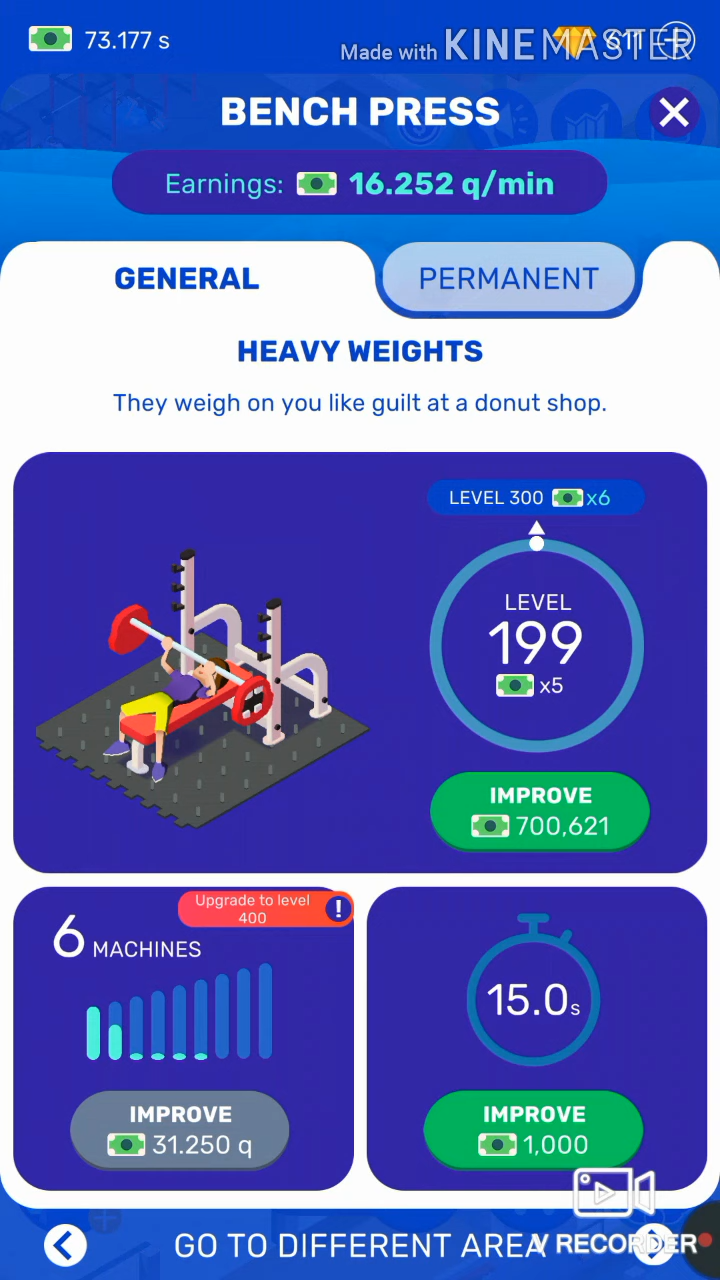 73.177 s
Made with KINEMASTER
611
BENCH PRESS
Earnings: 16.252 q/min
GENERAL
PERMANENT
HEAVY WEIGHTS
They weigh on you like guilt at a donut shop.
LEVEL 300 x6
LEVEL
199
x5
IMPROVE
700,621
Upgrade to level
400 !
6 MACHINES
IMPROVE
31.250 q
15.0s
IMPROVE
1,000
GO TO DIFFERENT AREA
V RECORDER